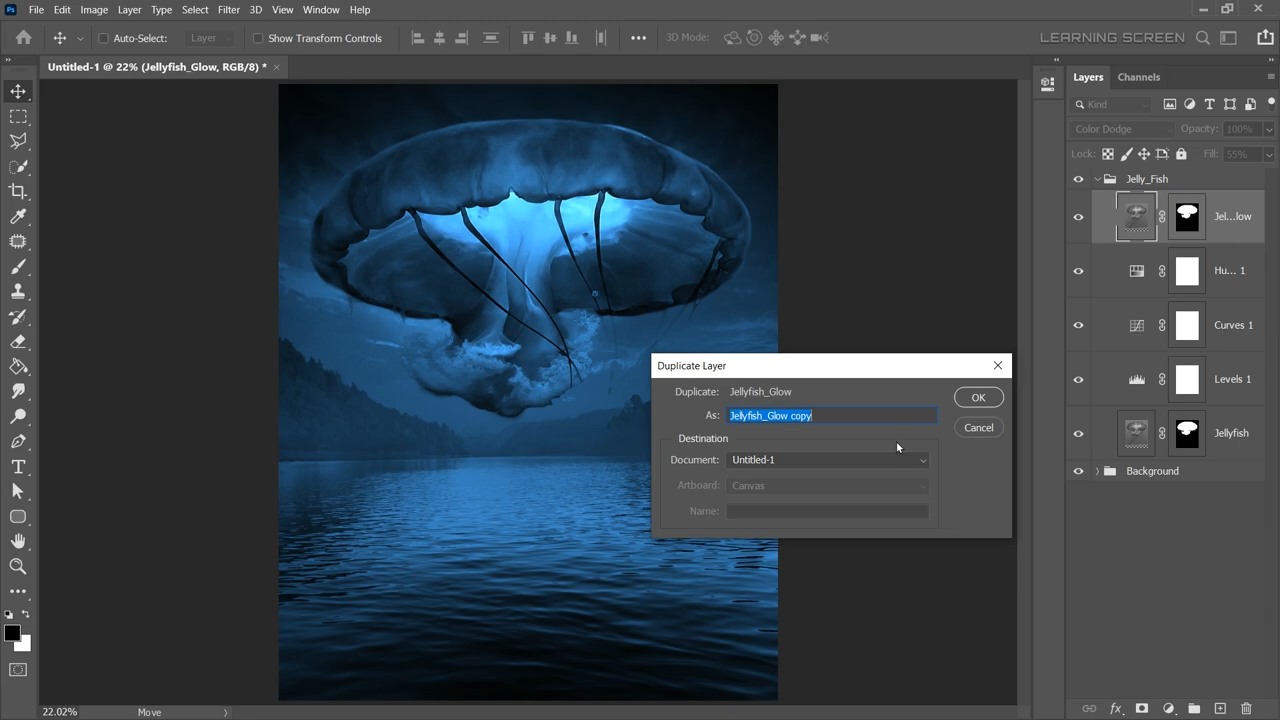 Ps File Edit Image Layer Type Select Filter 3D View Window Help
Auto-Select: Layer Show Transform Controls 3D Mode: LEARNING SCREEN
Untitled-1 @ 22% (Jellyfish_Glow, RGB/8) *
Layers Channels
Kind
Color Dodge Opacity: 100%
Lock: Fill: 55%
Jelly_Fish
Jel...low
Hu... 1
Curves 1
Levels 1
Jellyfish
Background
Duplicate Layer
Duplicate: Jellyfish_Glow
OK
As: Jellyfish_Glow copy
Cancel
Destination
Document: Untitled-1
Artboard: Canvas
Name:
22.02% Move